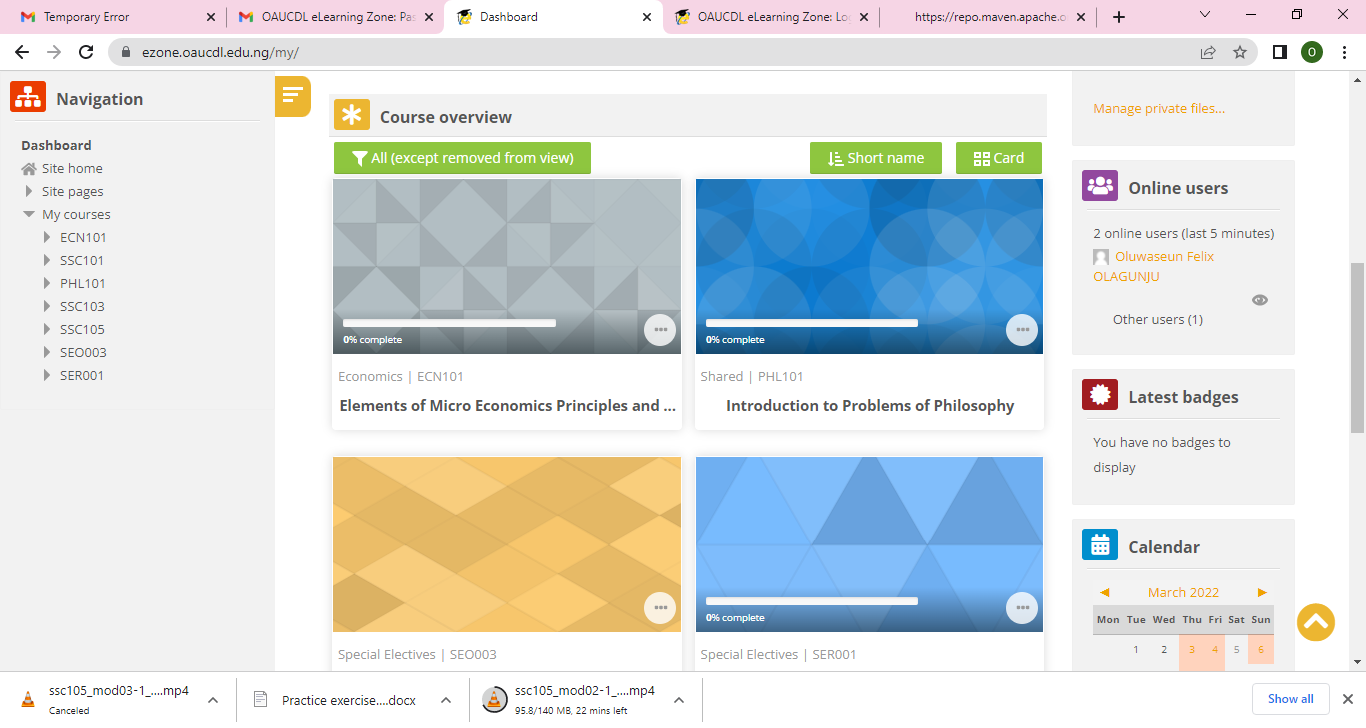 Temporary Error
OAUCDL eLearning Zone: Pas
Dashboard
OAUCDL eLearning Zone: Lo
https://repo.maven.apache.o
ezone.oaucdl.edu.ng/my/
O
Navigation
Dashboard
Site home
Site pages
My courses
ECN101
SSC101
PHL101
SSC103
SSC105
SEO003
SER001
Course overview
All (except removed from view)
Short name
Card
0% complete
Economics | ECN101
Elements of Micro Economics Principles and ...
0% complete
Shared | PHL101
Introduction to Problems of Philosophy
Special Electives | SEO003
0% complete
Special Electives | SER001
Manage private files...
Online users
2 online users (last 5 minutes)
Oluwaseun Felix
OLAGUNJU
Other users (1)
Latest badges
You have no badges to
display
Calendar
◄ March 2022 ►
Mon Tue Wed Thu Fri Sat Sun
1 2 3 4 5 6
ssc105_mod03-1_....mp4
Canceled
Practice exercise....docx
ssc105_mod02-1_....mp4
95.8/140 MB, 22 mins left
Show all